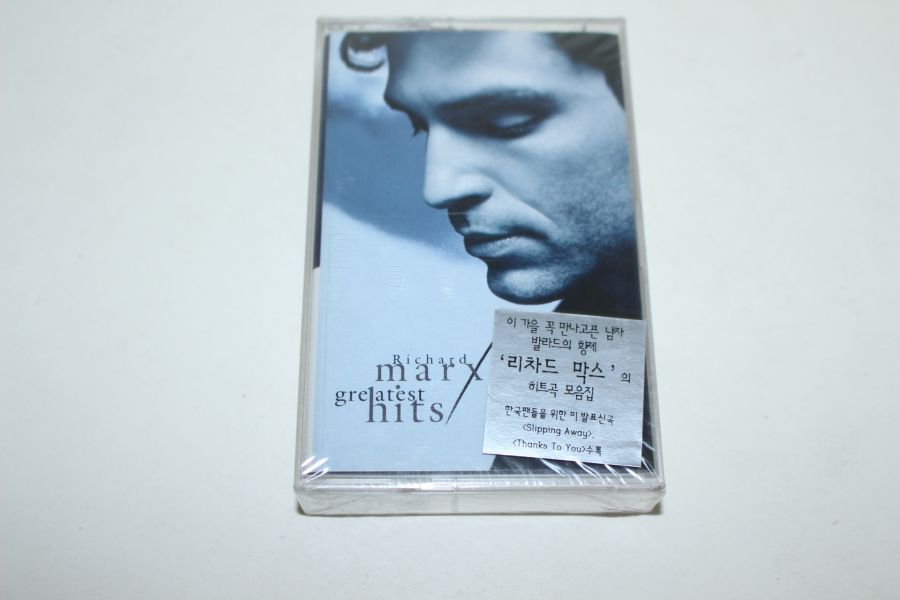 Richard
marx
greatest
hits
이 가을 꼭 만나고픈 남자
발라드의 황제
'리차드 막스'의
히트곡 모음집
한국팬들을 위한 미 발표신곡
<Slipping Away>,
<Thanks To You>수록